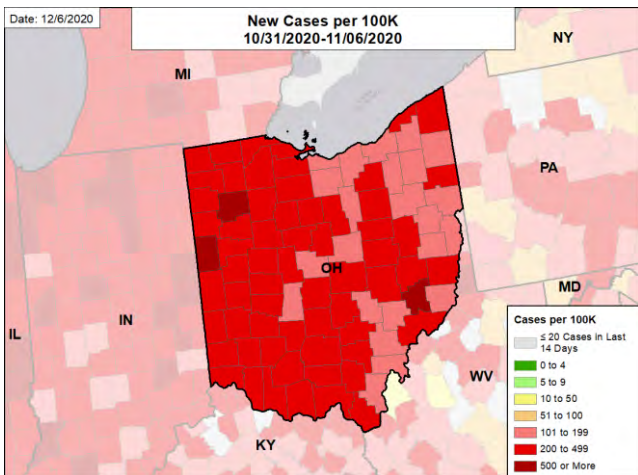 Date: 12/6/2020
New Cases per 100K
10/31/2020-11/06/2020
NY
MI
PA
OH
MD
IL
IN
WV
KY
Cases per 100K
≤ 20 Cases in Last
14 Days
0 to 4
5 to 9
10 to 50
51 to 100
101 to 199
200 to 499
500 or More